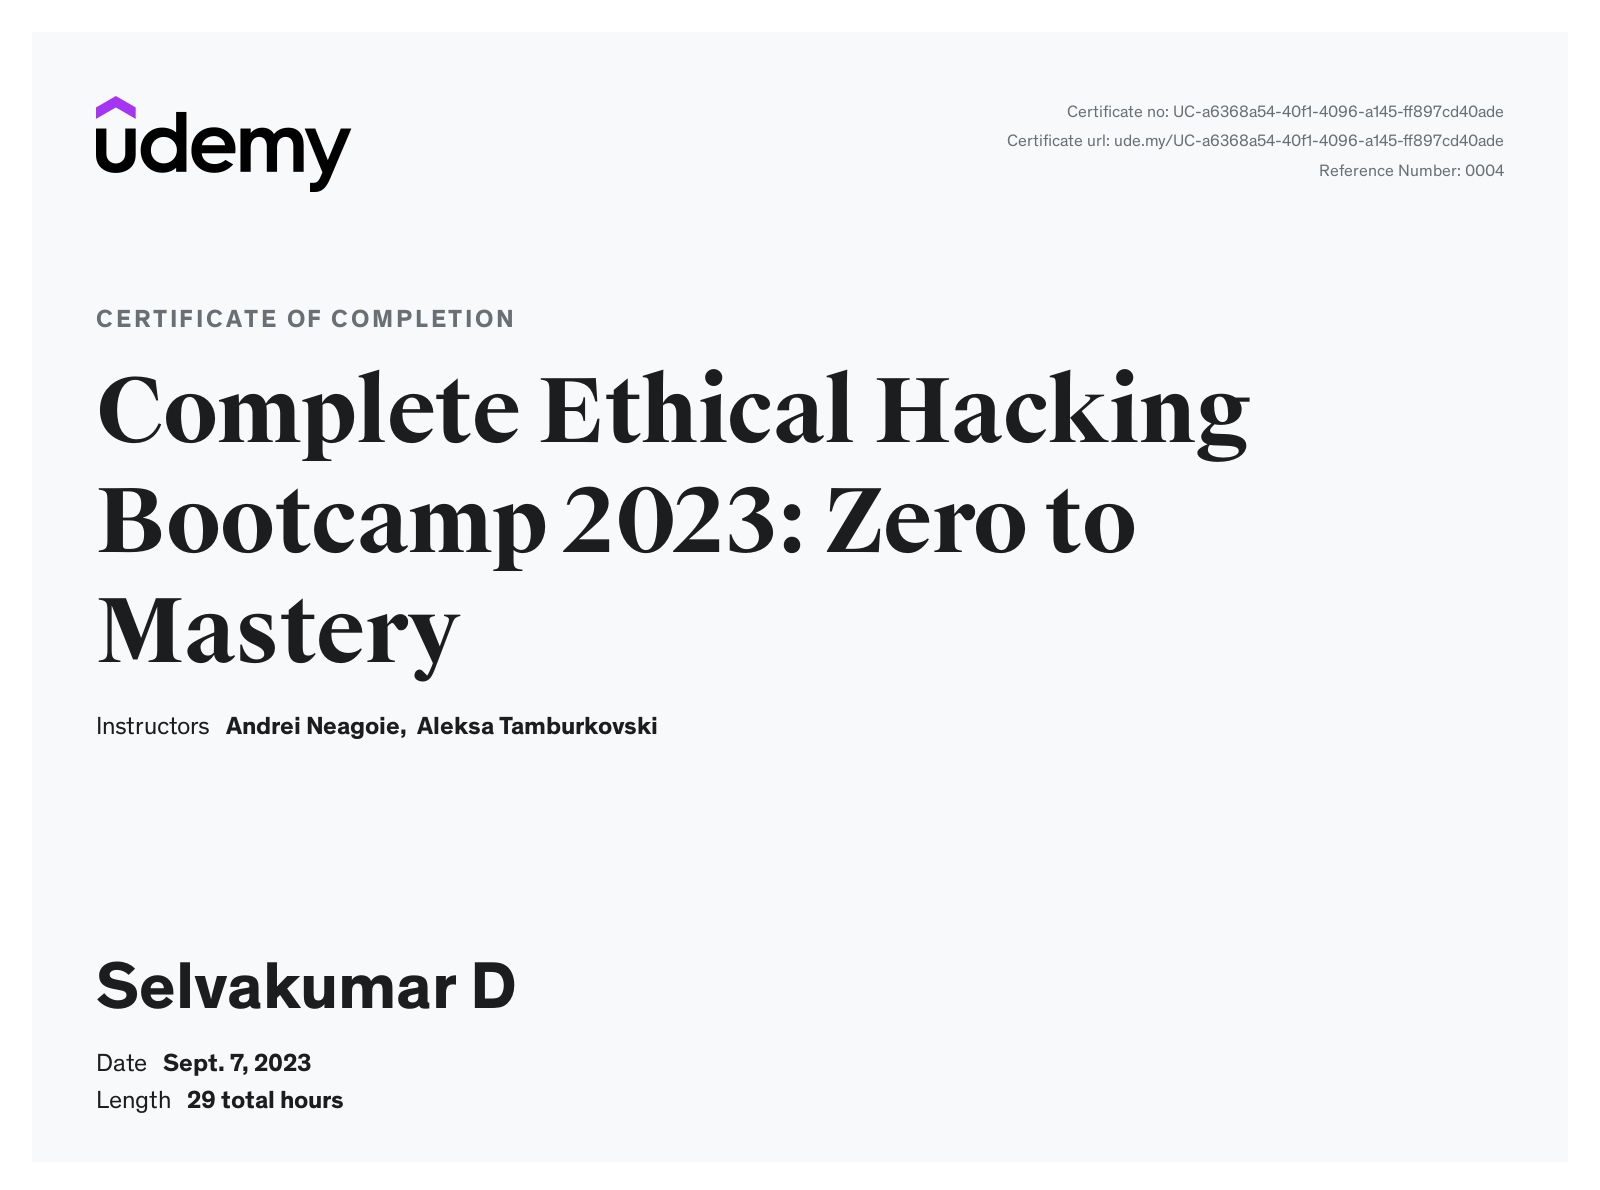 udemy
Certificate no: UC-a6368a54-40f1-4096-a145-ff897cd40ade
Certificate url: ude.my/UC-a6368a54-40f1-4096-a145-ff897cd40ade
Reference Number: 0004
CERTIFICATE OF COMPLETION
Complete Ethical Hacking
Bootcamp 2023: Zero to
Mastery
Instructors Andrei Neagoie, Aleksa Tamburkovski
Selvakumar D
Date Sept. 7, 2023
Length 29 total hours